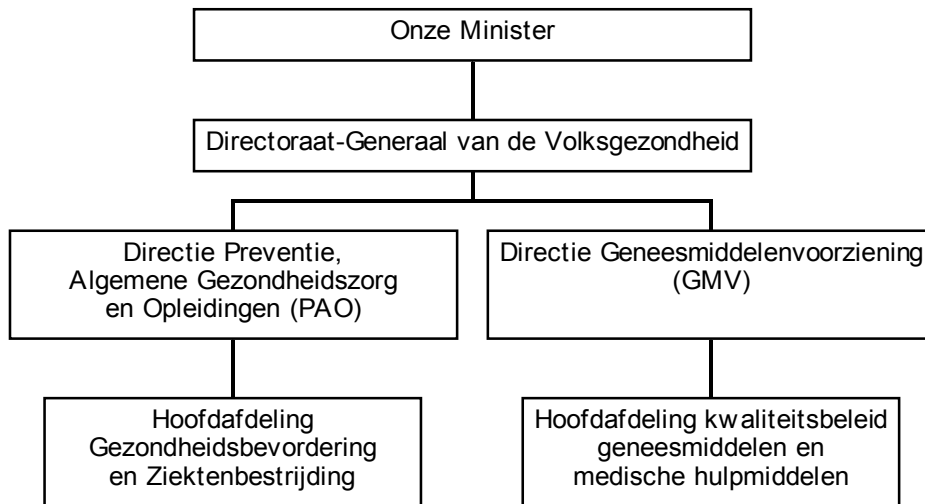 Onze Minister
Directoraat-Generaal van de Volksgezondheid
Directie Preventie,
Algemene Gezondheidszorg
en Opleidingen (PAO)
Directie Geneesmiddelenvoorziening
(GMV)
Hoofdafdeling
Gezondheidsbevordering
en Ziektenbestrijding
Hoofdafdeling kwaliteitsbeleid
geneesmiddelen en
medische hulpmiddelen